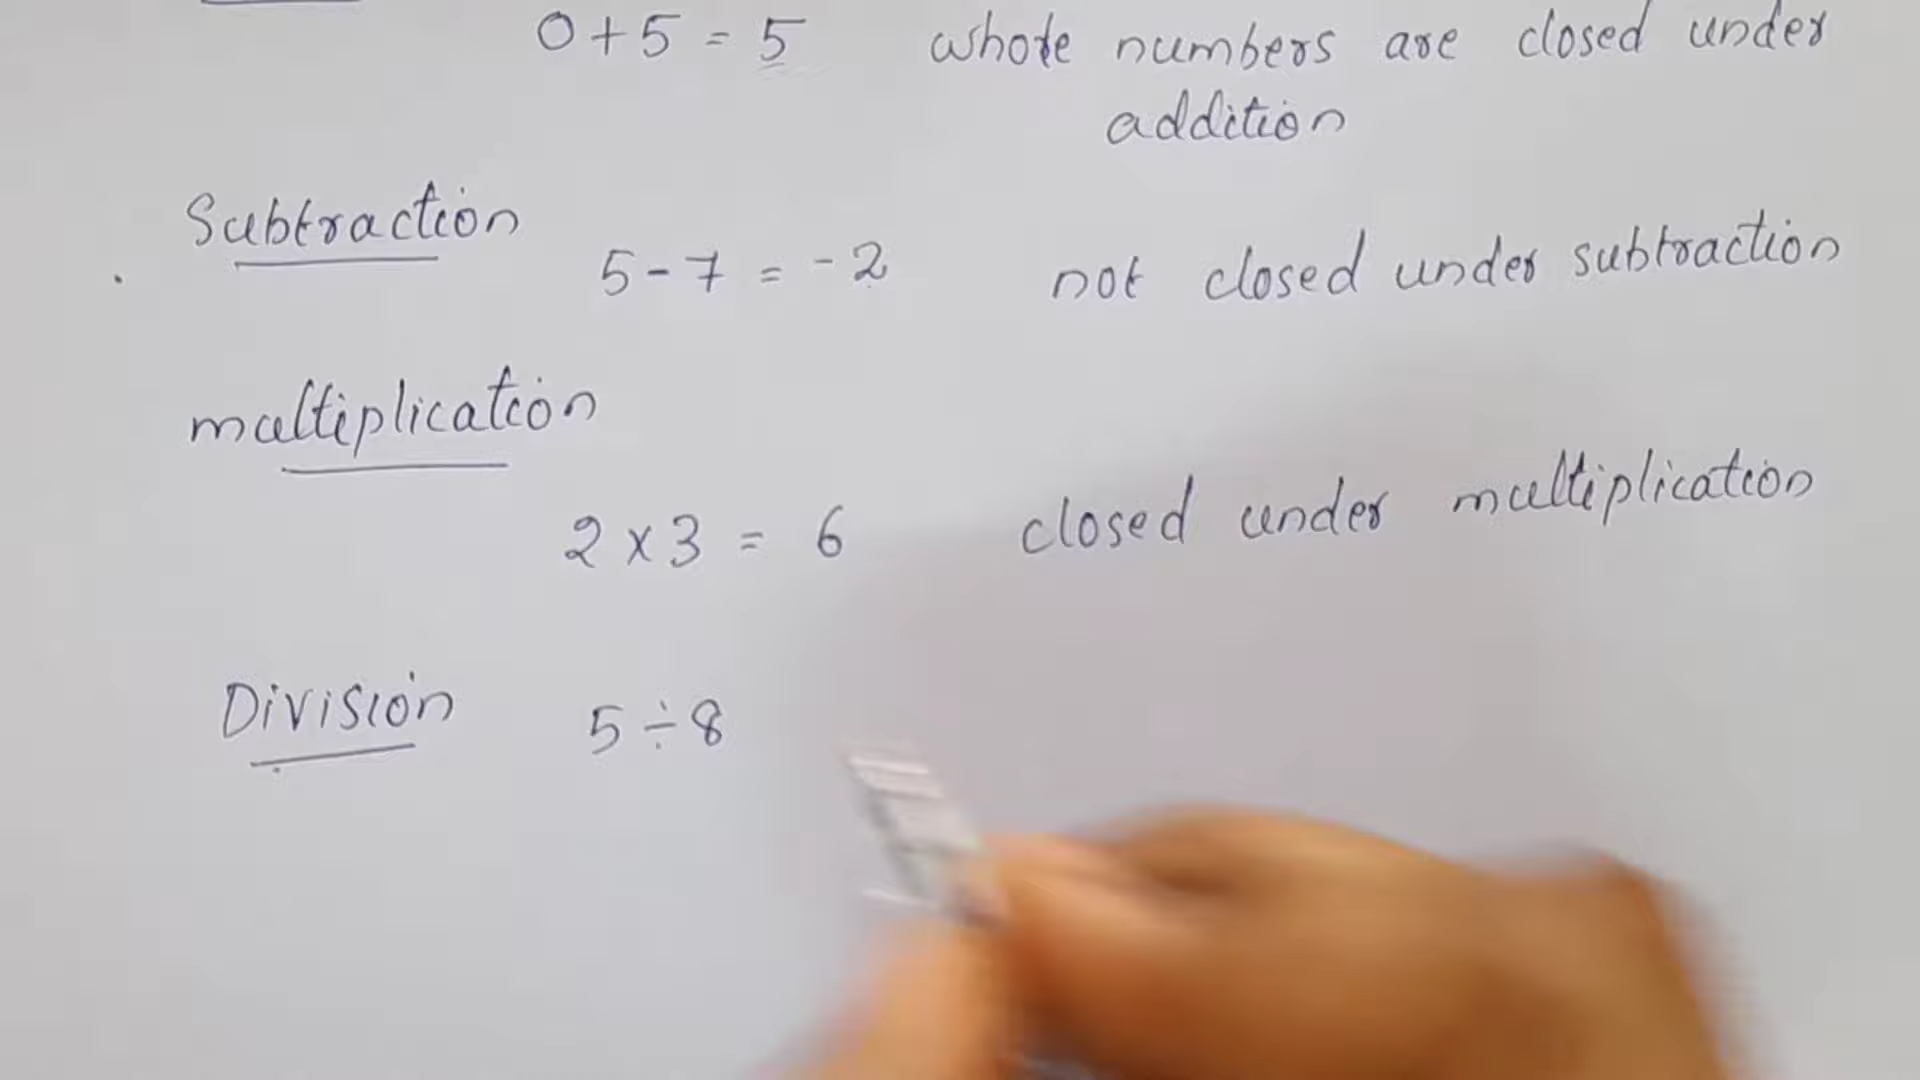 0+5 = 5 whole numbers are closed under
addition
Subtraction
5-7 = -2 not closed under subtraction
multiplication
2 x 3 = 6 closed under multiplication
Division 5÷8